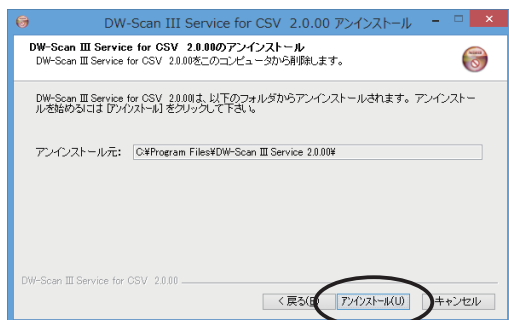 DW-Scan III Service for CSV 2.0.00 アンインストール
DW-Scan Ⅲ Service for CSV 2.0.00のアンインストール
DW-Scan Ⅲ Service for CSV 2.0.00をこのコンピュータから削除します。
DW-Scan Ⅲ Service for CSV 2.0.00は、以下のフォルダからアンインストールされます。アンインストー
ルを始めるには [アンインストール] をクリックして下さい。
アンインストール元: C:¥Program Files¥DW-Scan Ⅲ Service 2.0.00¥
DW-Scan Ⅲ Service for CSV 2.0.00
< 戻る( アンインストール(U) キャンセル